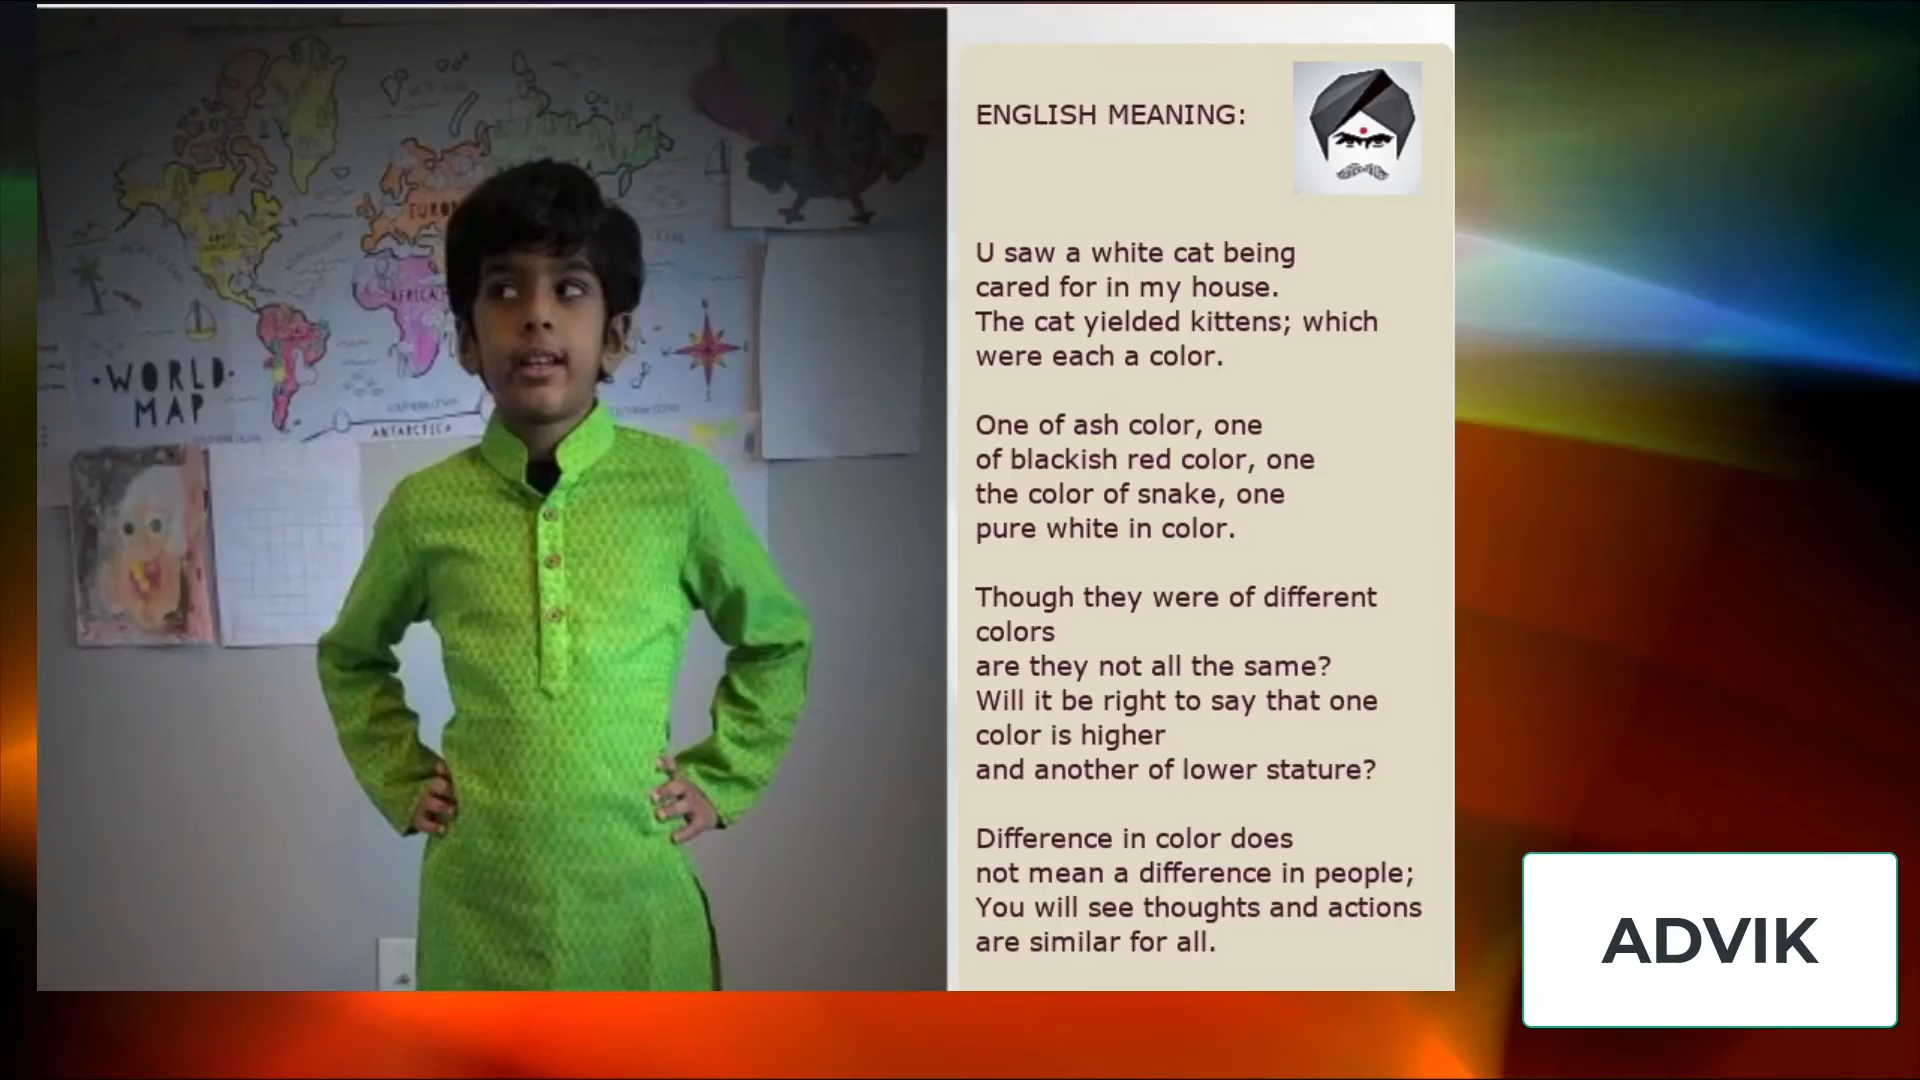 WORLD
MAP
EUROPE
AFRICA
ANTARCTICA
ENGLISH MEANING:
U saw a white cat being
cared for in my house.
The cat yielded kittens; which
were each a color.
One of ash color, one
of blackish red color, one
the color of snake, one
pure white in color.
Though they were of different
colors
are they not all the same?
Will it be right to say that one
color is higher
and another of lower stature?
Difference in color does
not mean a difference in people;
You will see thoughts and actions
are similar for all.
ADVIK